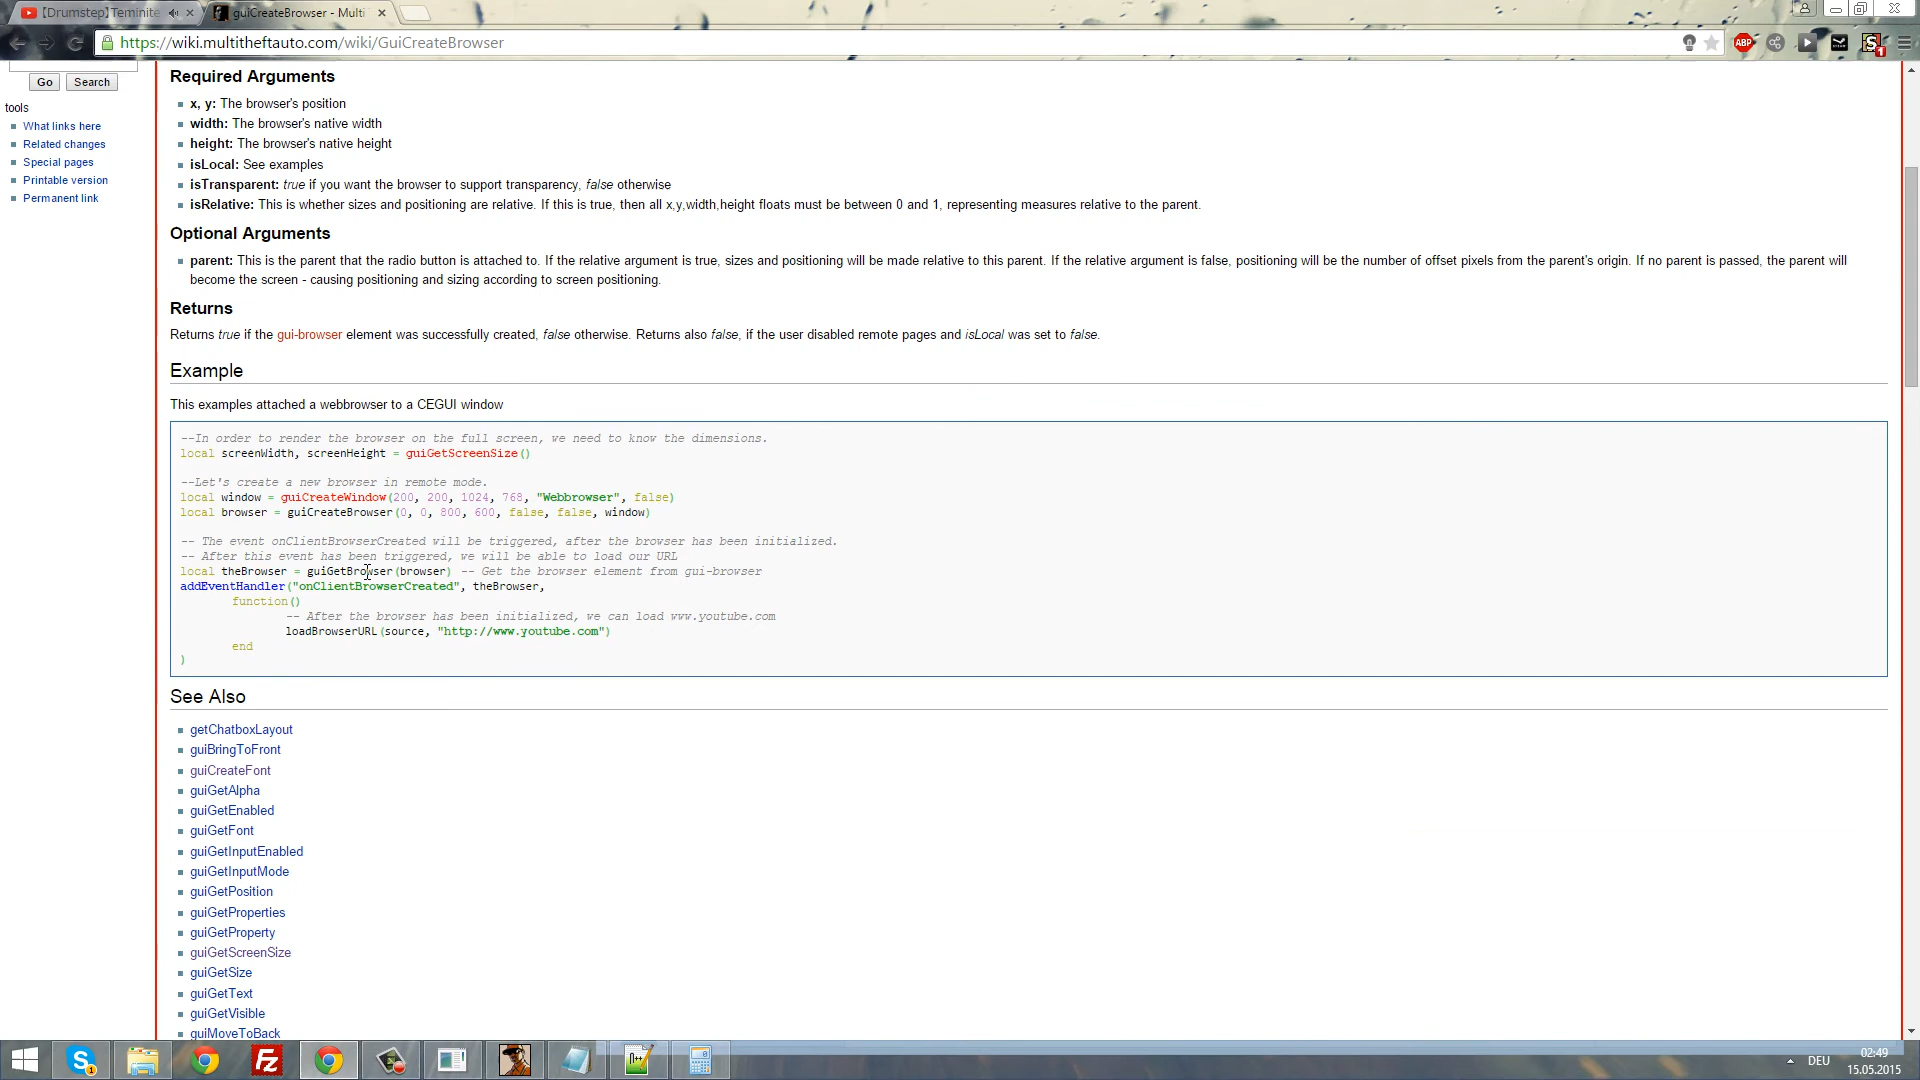 [Drumstep]Teminite
guiCreateBrowser - Multi
https://wiki.multitheftauto.com/wiki/GuiCreateBrowser
ABP
S
1
Go
Search
tools
What links here
Related changes
Special pages
Printable version
Permanent link
Required Arguments
x, y: The browser's position
width: The browser's native width
height: The browser's native height
isLocal: See examples
isTransparent: true if you want the browser to support transparency, false otherwise
isRelative: This is whether sizes and positioning are relative. If this is true, then all x,y,width,height floats must be between 0 and 1, representing measures relative to the parent.
Optional Arguments
parent: This is the parent that the radio button is attached to. If the relative argument is true, sizes and positioning will be made relative to this parent. If the relative argument is false, positioning will be the number of offset pixels from the parent's origin. If no parent is passed, the parent will
become the screen - causing positioning and sizing according to screen positioning.
Returns
Returns true if the gui-browser element was successfully created, false otherwise. Returns also false, if the user disabled remote pages and isLocal was set to false.
Example
This examples attached a webbrowser to a CEGUI window
--In order to render the browser on the full screen, we need to know the dimensions.
local screenWidth, screenHeight = guiGetScreenSize()
--Let's create a new browser in remote mode.
local window = guiCreateWindow(200, 200, 1024, 768, "Webbrowser", false)
local browser = guiCreateBrowser(0, 0, 800, 600, false, false, window)
-- The event onClientBrowserCreated will be triggered, after the browser has been initialized.
-- After this event has been triggered, we will be able to load our URL
local theBrowser = guiGetBrowser(browser) -- Get the browser element from gui-browser
addEventHandler("onClientBrowserCreated", theBrowser,
function()
-- After the browser has been initialized, we can load www.youtube.com
loadBrowserURL(source, "http://www.youtube.com")
end
)
See Also
getChatboxLayout
guiBringToFront
guiCreateFont
guiGetAlpha
guiGetEnabled
guiGetFont
guiGetInputEnabled
guiGetInputMode
guiGetPosition
guiGetProperties
guiGetProperty
guiGetScreenSize
guiGetSize
guiGetText
guiGetVisible
guiMoveToBack
S
1
Fz
DEU
02:49
15.05.2015